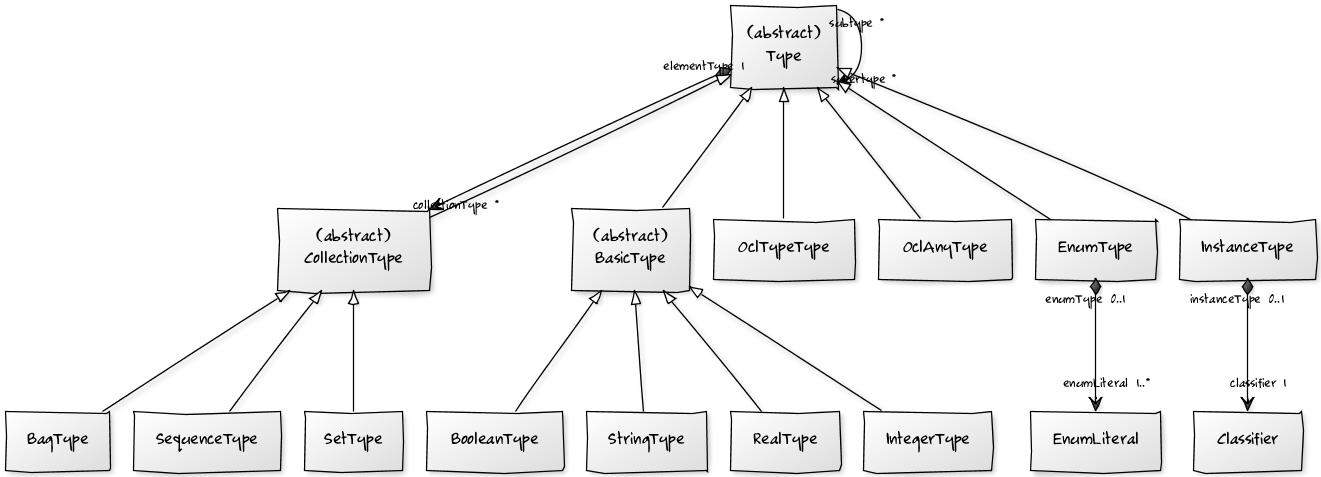 (abstract)
Type
subtype *
elementType 1
supertype *
collectionType *
(abstract)
CollectionType
(abstract)
BasicType
OclTypeType
OclAnyType
EnumType
InstanceType
enumType 0..1
instanceType 0..1
enumLiteral 1..*
classifier 1
BagType
SequenceType
SetType
BooleanType
StringType
RealType
IntegerType
EnumLiteral
Classifier